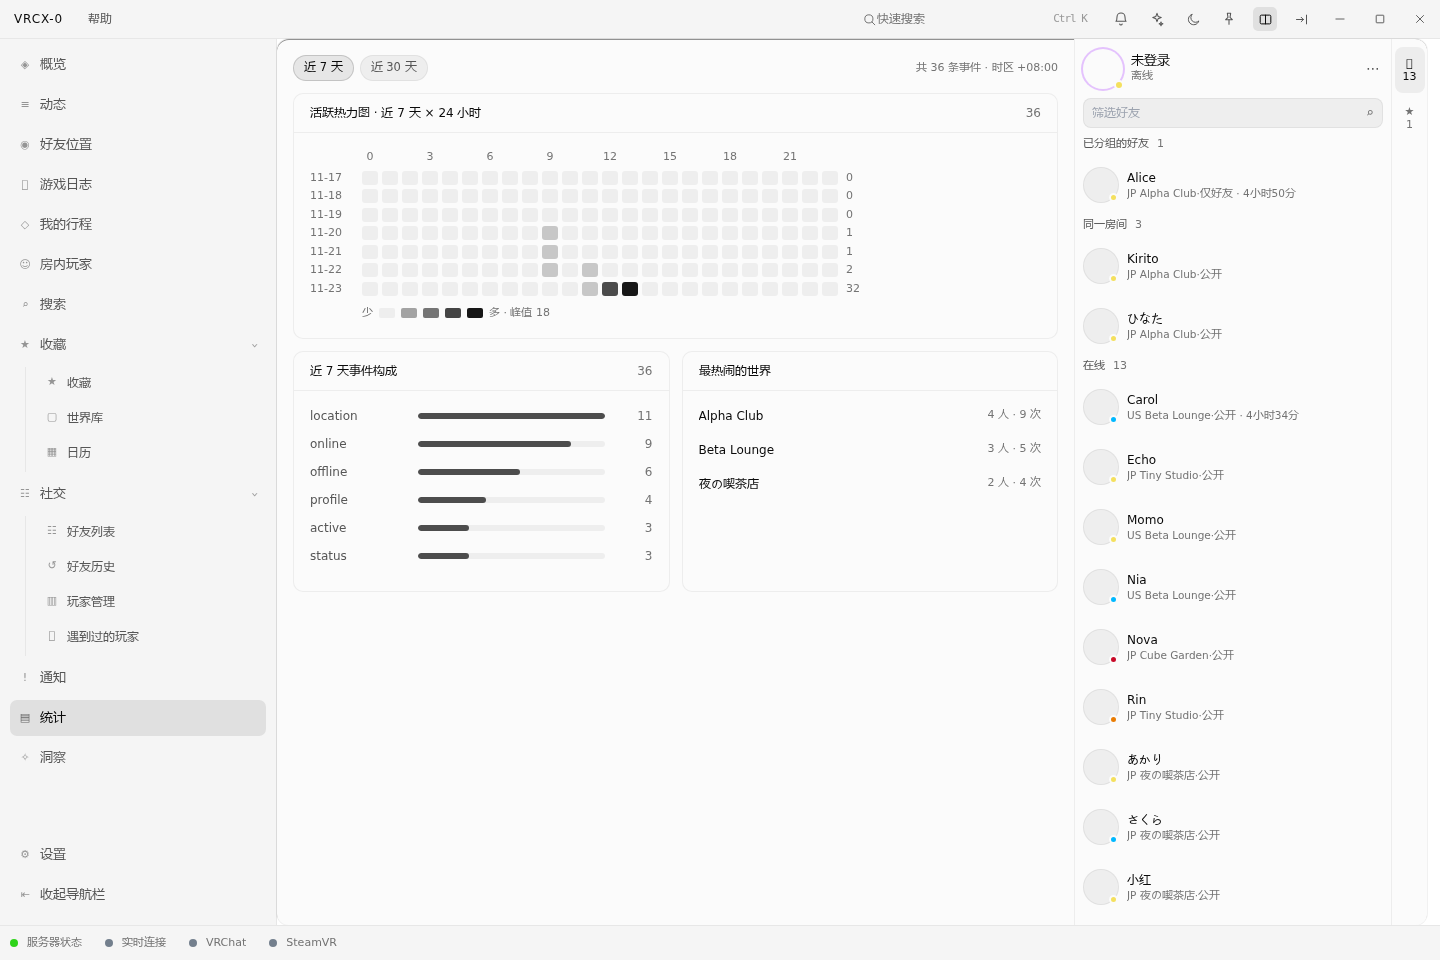 VRCX-0 帮助 快速搜索 Ctrl K
概览
动态
好友位置
游戏日志
我的行程
房内玩家
搜索
收藏
收藏
世界库
日历
社交
好友列表
好友历史
玩家管理
遇到过的玩家
通知
统计
洞察
设置
收起导航栏
近 7 天 近 30 天 共 36 条事件 · 时区 +08:00
活跃热力图 · 近 7 天 × 24 小时 36
0 3 6 9 12 15 18 21
11-17 0
11-18 0
11-19 0
11-20 1
11-21 1
11-22 2
11-23 32
少 多 · 峰值 18
近 7 天事件构成 36
location 11
online 9
offline 6
profile 4
active 3
status 3
最热闹的世界
Alpha Club 4 人 · 9 次
Beta Lounge 3 人 · 5 次
夜の喫茶店 2 人 · 4 次
未登录
离线
筛选好友
已分组的好友 1
Alice
JP Alpha Club·仅好友 · 4小时50分
同一房间 3
Kirito
JP Alpha Club·公开
ひなた
JP Alpha Club·公开
在线 13
Carol
US Beta Lounge·公开 · 4小时34分
Echo
JP Tiny Studio·公开
Momo
US Beta Lounge·公开
Nia
US Beta Lounge·公开
Nova
JP Cube Garden·公开
Rin
JP Tiny Studio·公开
あかり
JP 夜の喫茶店·公开
さくら
JP 夜の喫茶店·公开
小红
JP 夜の喫茶店·公开
13
1
服务器状态 实时连接 VRChat SteamVR